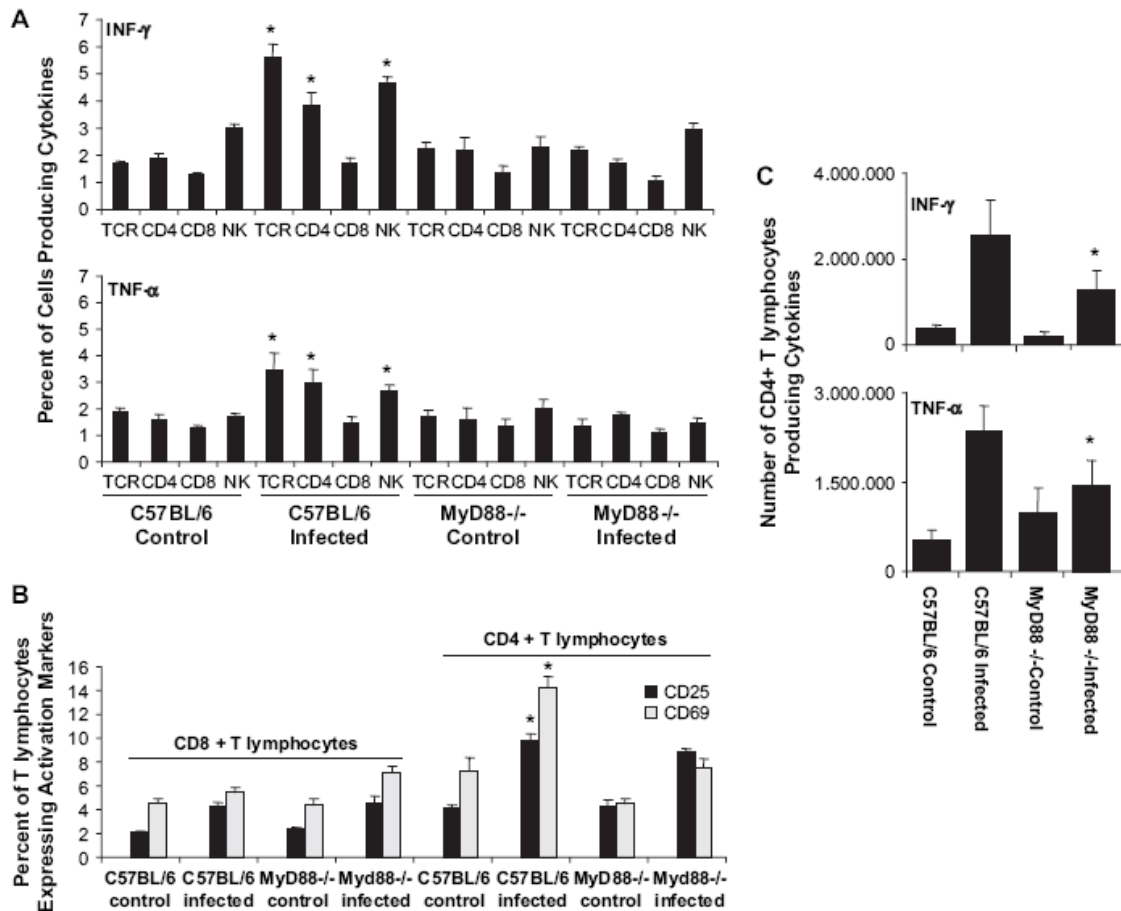 A
INF-γ
Percent of Cells Producing Cytokines
7
6
5
4
3
2
1
0
* * *
TCR CD4 CD8 NK TCR CD4 CD8 NK TCR CD4 CD8 NK TCR CD4 CD8 NK
TNF-α
7
6
5
4
3
2
1
0
* * *
TCR CD4 CD8 NK TCR CD4 CD8 NK TCR CD4 CD8 NK TCR CD4 CD8 NK
C57BL/6 C57BL/6 MyD88-/- MyD88-/-
Control Infected Control Infected
B
Percent of T lymphocytes
Expressing Activation Markers
16
14
12
10
8
6
4
2
0
CD8 + T lymphocytes
CD4 + T lymphocytes
* *
CD25
CD69
C57BL/6 C57BL/6 MyD88-/- Myd88-/- C57BL/6 C57BL/6 MyD88-/- Myd88-/-
control infected control infected control infected control infected
C
Number of CD4+ T lymphocytes
Producing Cytokines
4.000.000
INF-γ
2.000.000
0
*
3.000.000
TNF-α
1.500.000
0
*
C57BL/6 Control
C57BL/6 Infected
MyD88 -/-Control
MyD88 -/-Infected